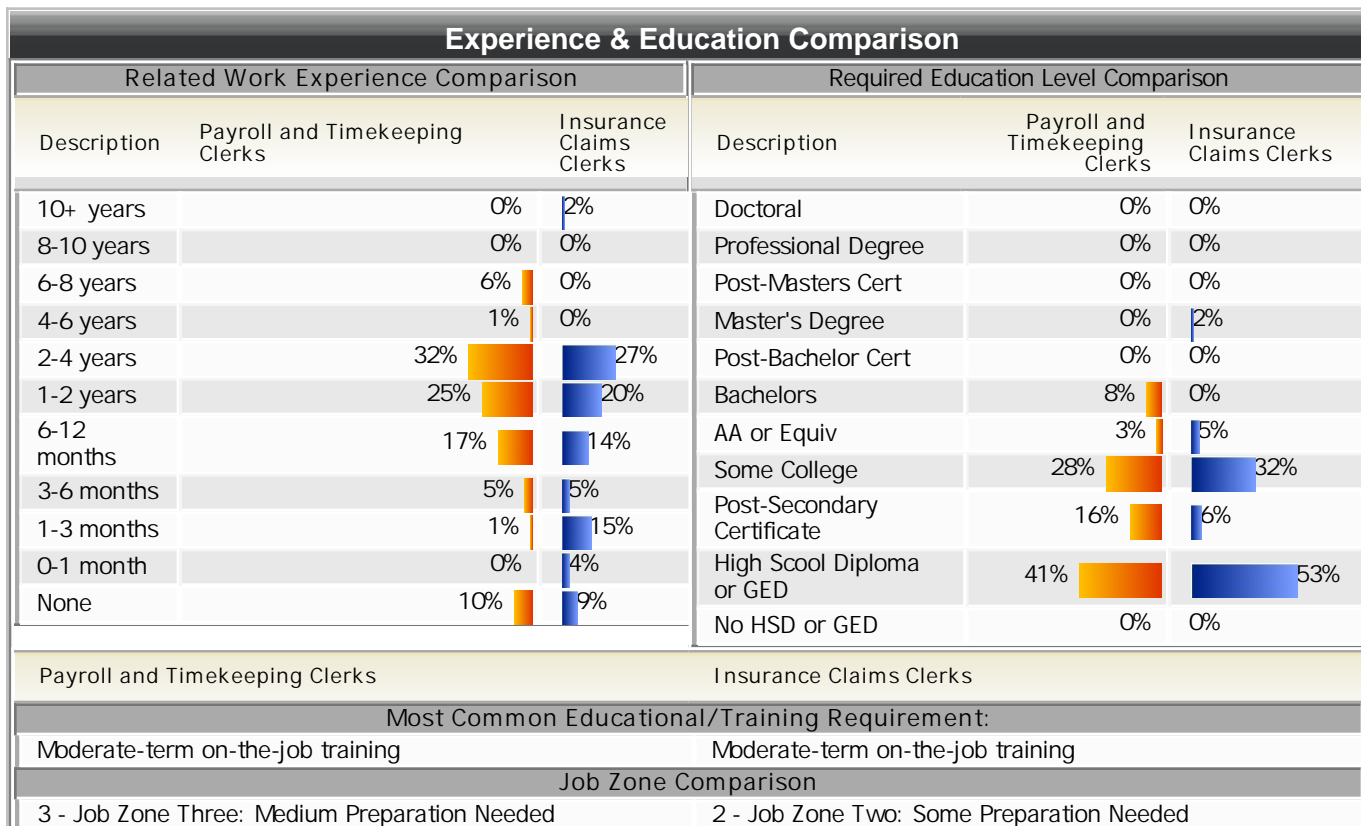 Experience & Education Comparison
Related Work Experience Comparison
Description Payroll and Timekeeping Clerks Insurance Claims Clerks
10+ years 0% 2%
8-10 years 0% 0%
6-8 years 6% 0%
4-6 years 1% 0%
2-4 years 32% 27%
1-2 years 25% 20%
6-12 months 17% 14%
3-6 months 5% 5%
1-3 months 1% 15%
0-1 month 0% 4%
None 10% 9%
Required Education Level Comparison
Description Payroll and Timekeeping Clerks Insurance Claims Clerks
Doctoral 0% 0%
Professional Degree 0% 0%
Post-Masters Cert 0% 0%
Master's Degree 0% 2%
Post-Bachelor Cert 0% 0%
Bachelors 8% 0%
AA or Equiv 3% 5%
Some College 28% 32%
Post-Secondary Certificate 16% 6%
High Scool Diploma or GED 41% 53%
No HSD or GED 0% 0%
Payroll and Timekeeping Clerks Insurance Claims Clerks
Most Common Educational/Training Requirement:
Moderate-term on-the-job training Moderate-term on-the-job training
Job Zone Comparison
3 - Job Zone Three: Medium Preparation Needed 2 - Job Zone Two: Some Preparation Needed